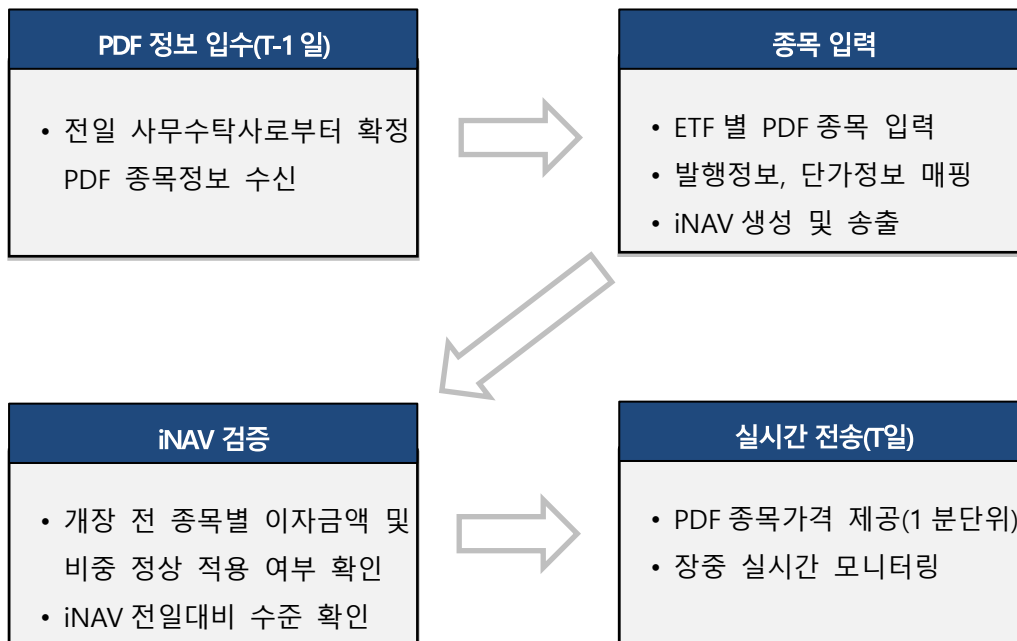 PDF 정보 입수(T-1 일)
• 전일 사무수탁사로부터 확정
PDF 종목정보 수신
종목 입력
• ETF 별 PDF 종목 입력
• 발행정보, 단가정보 매핑
• iNAV 생성 및 송출
iNAV 검증
• 개장 전 종목별 이자금액 및
비중 정상 적용 여부 확인
• iNAV 전일대비 수준 확인
실시간 전송(T일)
• PDF 종목가격 제공(1 분단위)
• 장중 실시간 모니터링